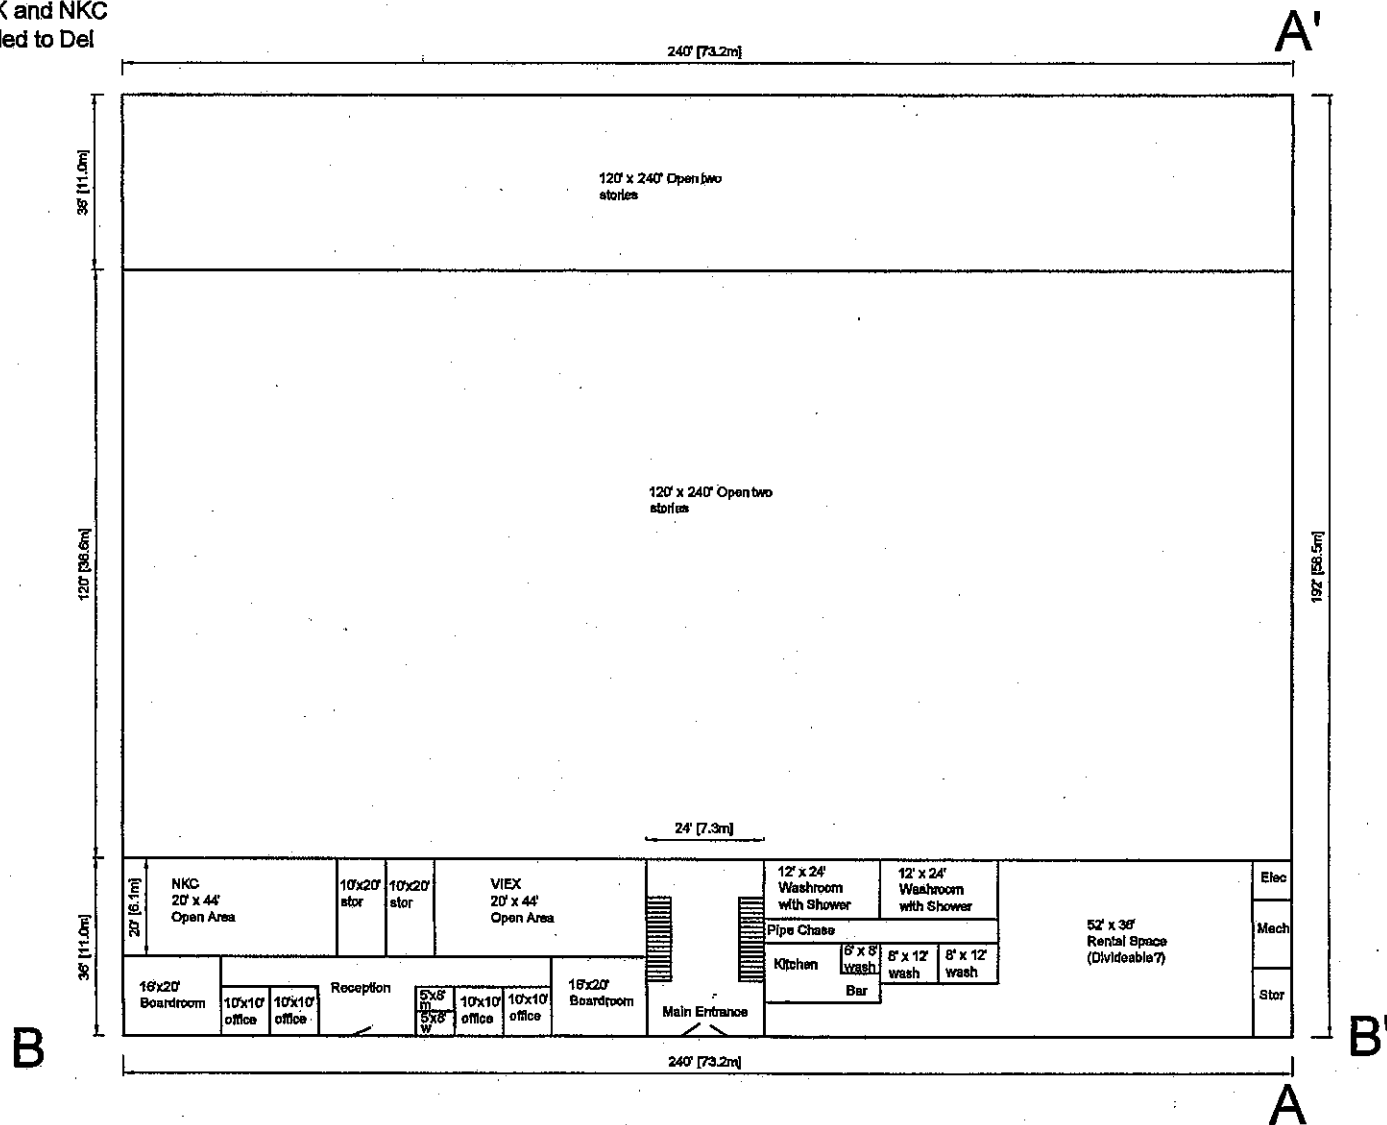 K and NKC
led to Del
A'
240' [73.2m]
36' [11.0m]
120' x 240' Open two
stories
120' [36.6m]
120' x 240' Open two
stories
192' [58.5m]
24' [7.3m]
36' [11.0m]
20' [6.1m]
NKC
20' x 44'
Open Area
10'x20'
stor
10'x20'
stor
VIEX
20' x 44'
Open Area
12' x 24'
Washroom
with Shower
12' x 24'
Washroom
with Shower
Elec
Pipe Chase
52' x 36'
Rental Space
(Divideable?)
Mech
Kitchen
6' x 8'
wash
8' x 12'
wash
8' x 12'
wash
16'x20'
Boardroom
10'x10'
office
10'x10'
office
Reception
5'x8'
m
5'x8'
w
10'x10'
office
10'x10'
office
16'x20'
Boardroom
Bar
Stor
Main Entrance
B
B'
240' [73.2m]
A